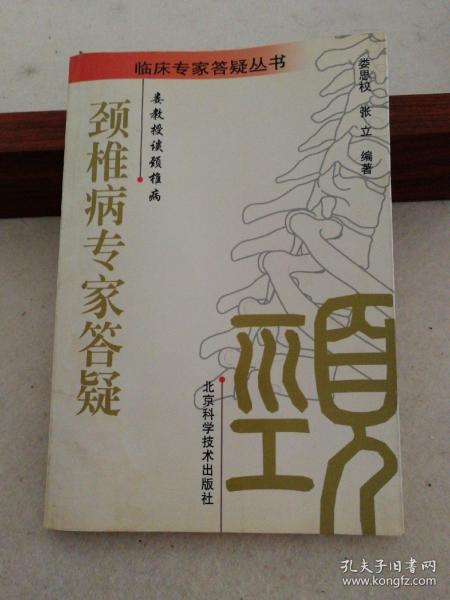 临床专家答疑丛书
娄思权 张立 编著
娄教授谈颈椎病
颈椎病专家答疑
頸
北京科学技术出版社
孔夫子旧书网
www.kongfz.com